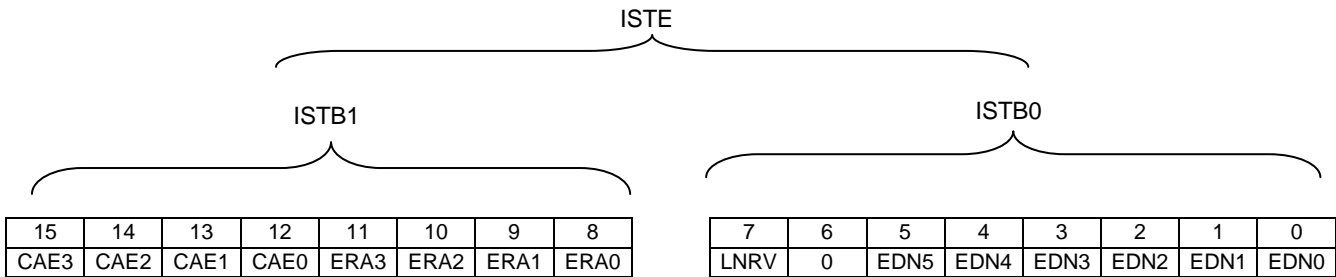 ISTE
ISTB1 ISTB0
15 14 13 12 11 10 9 8 7 6 5 4 3 2 1 0
CAE3 CAE2 CAE1 CAE0 ERA3 ERA2 ERA1 ERA0 LNRV 0 EDN5 EDN4 EDN3 EDN2 EDN1 EDN0